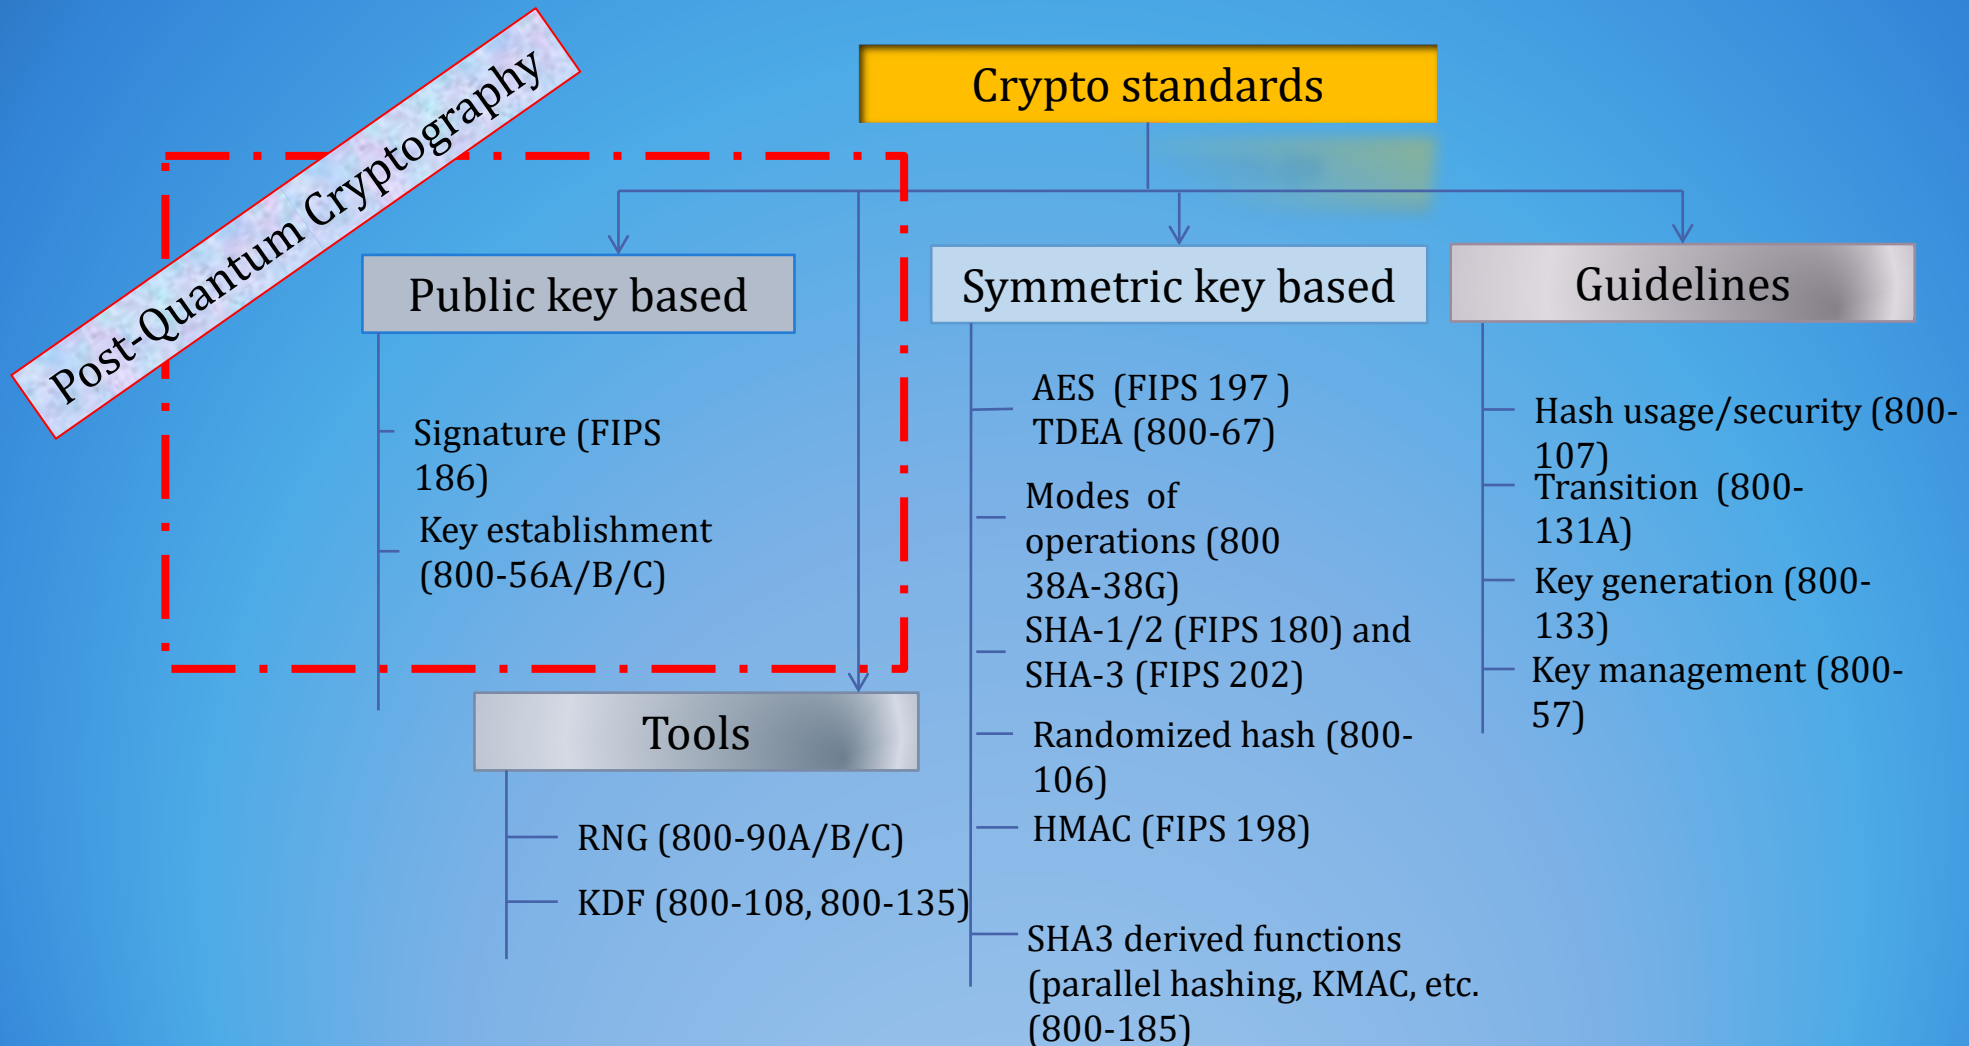 Post-Quantum Cryptography
Crypto standards
Public key based
Signature (FIPS
186)
Key establishment
(800-56A/B/C)
Tools
RNG (800-90A/B/C)
KDF (800-108, 800-135)
Symmetric key based
AES (FIPS 197 )
TDEA (800-67)
Modes of
operations (800
38A-38G)
SHA-1/2 (FIPS 180) and
SHA-3 (FIPS 202)
Randomized hash (800-
106)
HMAC (FIPS 198)
SHA3 derived functions
(parallel hashing, KMAC, etc.
(800-185)
Guidelines
Hash usage/security (800-
107)
Transition (800-
131A)
Key generation (800-
133)
Key management (800-
57)